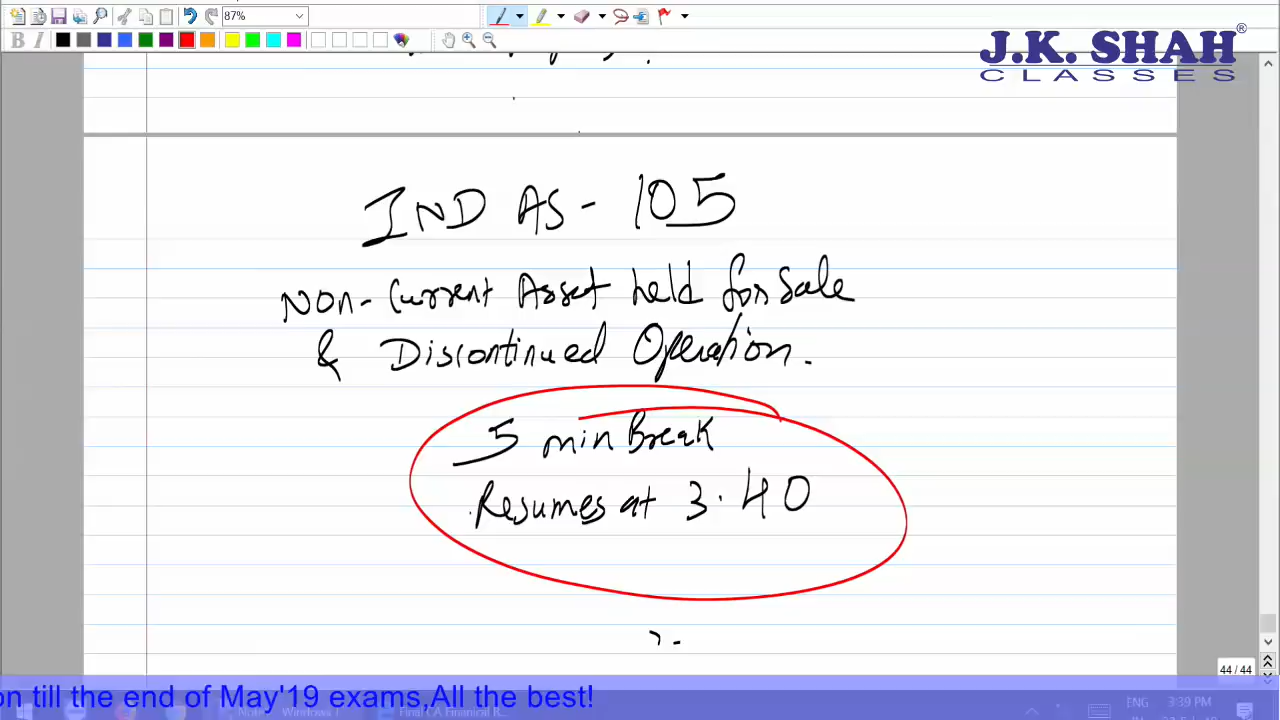 87%
B I
J.K. SHAH ®
CLASSES
IND AS - 105
Non-Current Asset held for Sale
& Discontinued Operation.
5 min Break
Resumes at 3.40
44 / 44
on till the end of May'19 exams,All the best!
ENG
3:39 PM
IN